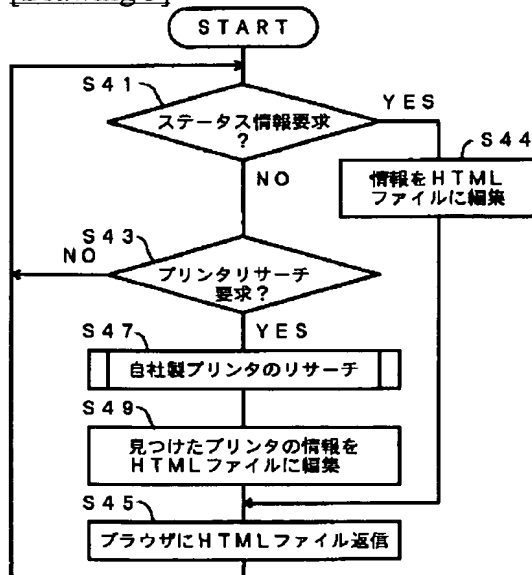 START
S41
ステータス情報要求
?
YES
S44
情報をHTML
ファイルに編集
NO
S43
NO
プリンタリサーチ
要求?
YES
S47
自社製プリンタのリサーチ
S49
見つけたプリンタの情報を
HTMLファイルに編集
S45
ブラウザにHTMLファイル返信